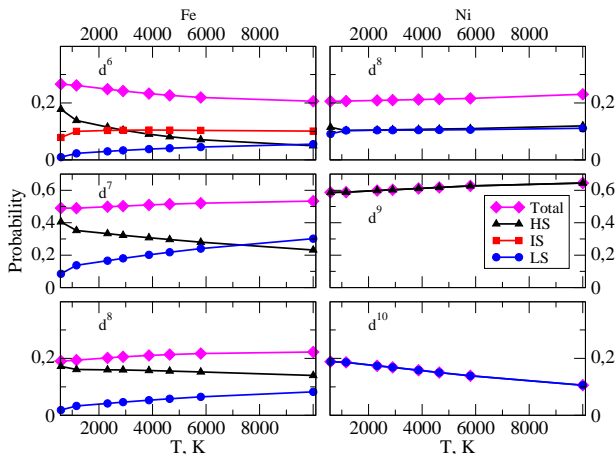 Fe Ni
2000 4000 6000 8000 2000 4000 6000 8000
d⁶ d⁸
0,2 0,2
0 0
d⁷ d⁹
0,6 0,6
0,4 0,4
0,2 0,2
0 0
Probability
Total
HS
IS
LS
d⁸ d¹⁰
0,2 0,2
0 0
2000 4000 6000 8000 2000 4000 6000 8000
T, K T, K